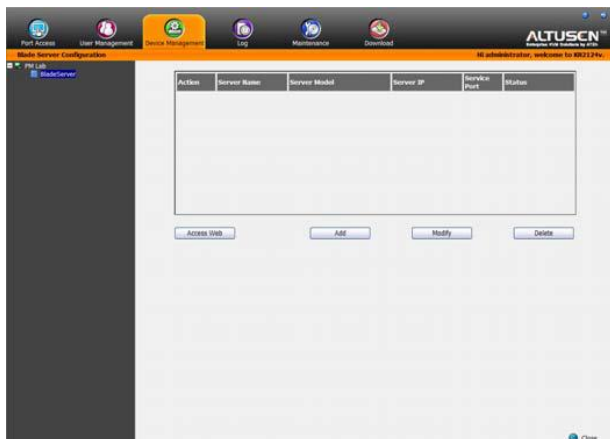 Port Access
User Management
Device Management
Log
Maintenance
Download
ALTUSCN™
Blade Server Configuration
Hi administrator, welcome to KN2124v.
PM Lab
BladeServer
Action
Server Name
Server Model
Server IP
Service Port
Status
Access Web
Add
Modify
Delete
Close